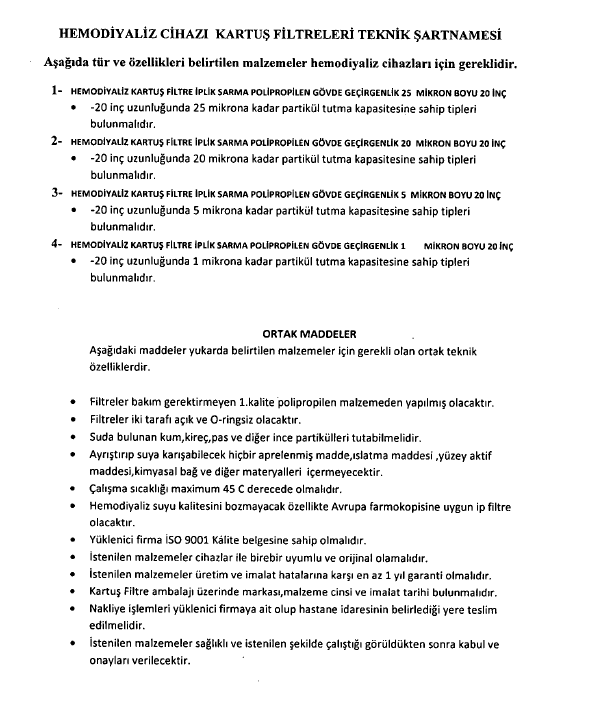 HEMODİYALİZ CİHAZI KARTUŞ FİLTRELERİ TEKNİK ŞARTNAMESİ
Aşağıda tür ve özellikleri belirtilen malzemeler hemodiyaliz cihazları için gereklidir.
1- HEMODİYALİZ KARTUŞ FİLTRE İPLİK SARMA POLİPROPİLEN GÖVDE GEÇİRGENLİK 25 MİKRON BOYU 20 İNÇ
• -20 inç uzunluğunda 25 mikrona kadar partikül tutma kapasitesine sahip tipleri
bulunmalıdır.
2- HEMODİYALİZ KARTUŞ FİLTRE İPLİK SARMA POLİPROPİLEN GÖVDE GEÇİRGENLİK 20 MİKRON BOYU 20 İNÇ
• -20 inç uzunluğunda 20 mikrona kadar partikül tutma kapasitesine sahip tipleri
bulunmalıdır.
3- HEMODİYALİZ KARTUŞ FİLTRE İPLİK SARMA POLİPROPİLEN GÖVDE GEÇİRGENLİK 5 MİKRON BOYU 20 İNÇ
• -20 inç uzunluğunda 5 mikrona kadar partikül tutma kapasitesine sahip tipleri
bulunmalıdır.
4- HEMODİYALİZ KARTUŞ FİLTRE İPLİK SARMA POLİPROPİLEN GÖVDE GEÇİRGENLİK 1 MİKRON BOYU 20 İNÇ
• -20 inç uzunluğunda 1 mikrona kadar partikül tutma kapasitesine sahip tipleri
bulunmalıdır.
ORTAK MADDELER
Aşağıdaki maddeler yukarda belirtilen malzemeler için gerekli olan ortak teknik
özelliklerdir.
• Filtreler bakım gerektirmeyen 1.kalite polipropilen malzemeden yapılmış olacaktır.
• Filtreler iki tarafı açık ve O-ringsiz olacaktır.
• Suda bulunan kum,kireç,pas ve diğer ince partikülleri tutabilmelidir.
• Ayrıştırıp suya karışabilecek hiçbir aprelenmiş madde,ıslatma maddesi ,yüzey aktif
maddesi,kimyasal bağ ve diğer materyalleri içermeyecektir.
• Çalışma sıcaklığı maximum 45 C derecede olmalıdır.
• Hemodiyaliz suyu kalitesini bozmayacak özellikte Avrupa farmokopisine uygun ip filtre
olacaktır.
• Yüklenici firma İSO 9001 Kalite belgesine sahip olmalıdır.
• İstenilen malzemeler cihazlar ile birebir uyumlu ve orijinal olamalıdır.
• İstenilen malzemeler üretim ve imalat hatalarına karşı en az 1 yıl garanti olmalıdır.
• Kartuş Filtre ambalajı üzerinde markası,malzeme cinsi ve imalat tarihi bulunmalıdır.
• Nakliye işlemleri yüklenici firmaya ait olup hastane idaresinin belirlediği yere teslim
edilmelidir.
• İstenilen malzemeler sağlıklı ve istenilen şekilde çalıştığı görüldükten sonra kabul ve
onayları verilecektir.